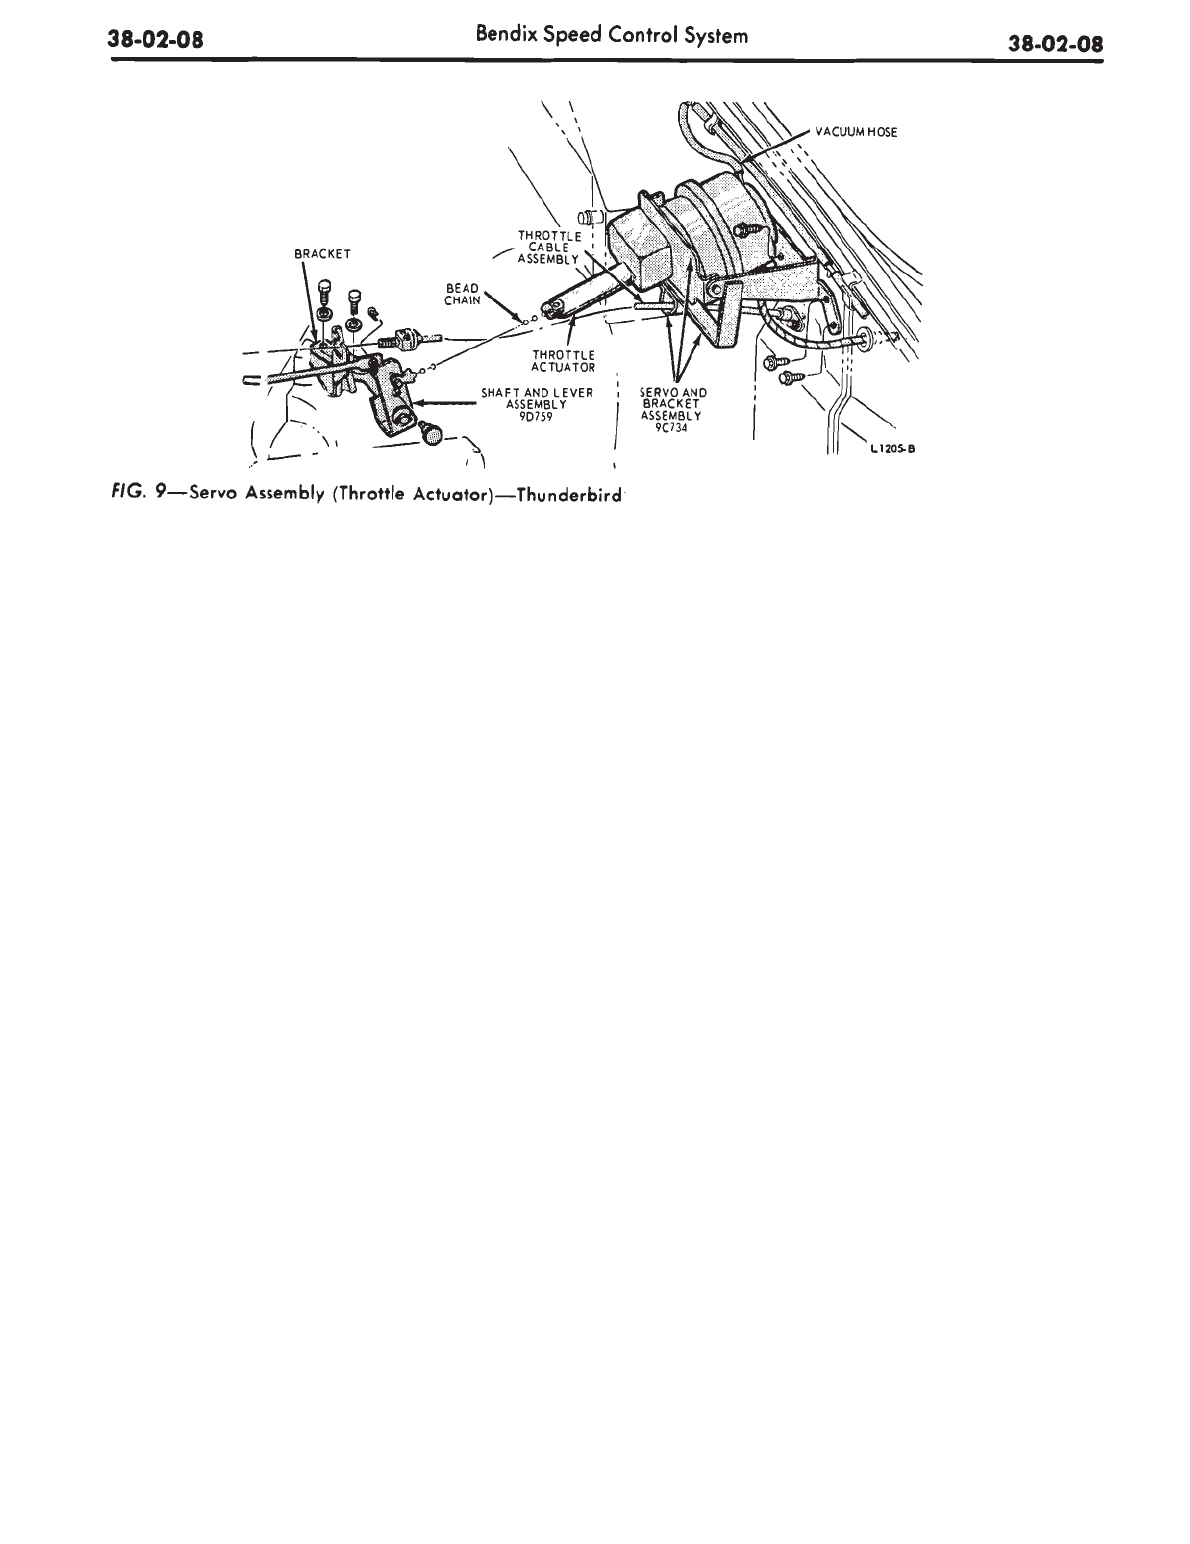 38-02-08
Bendix Speed Control System
38-02-08
VACUUM HOSE
THROTTLE
CABLE
ASSEMBLY
BRACKET
BEAD
CHAIN
THROTTLE
ACTUATOR
SHAFT AND LEVER
ASSEMBLY
9D759
SERVO AND
BRACKET
ASSEMBLY
9C734
L1205-B
FIG. 9—Servo Assembly (Throttle Actuator)—Thunderbird